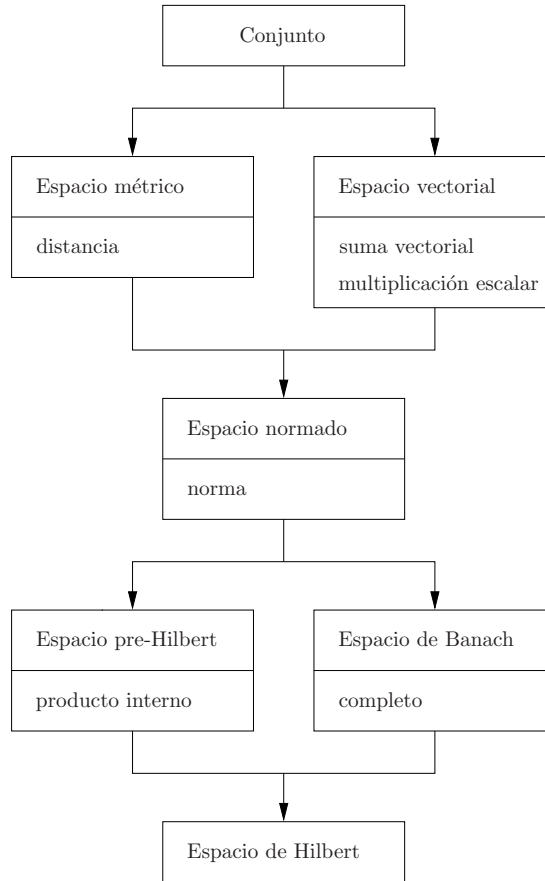 Conjunto
Espacio métrico
distancia
Espacio vectorial
suma vectorial
multiplicación escalar
Espacio normado
norma
Espacio pre-Hilbert
producto interno
Espacio de Banach
completo
Espacio de Hilbert